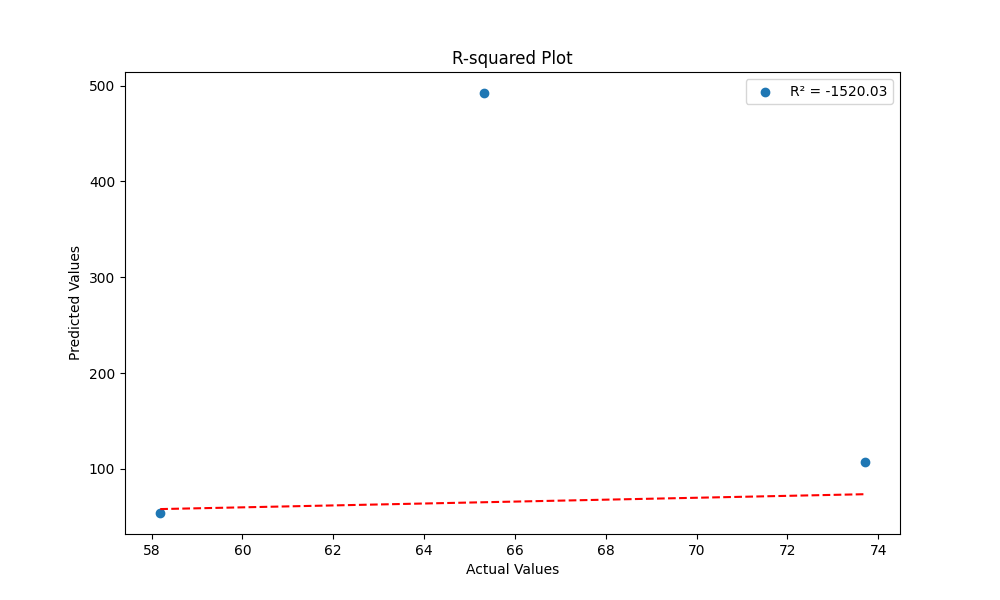 R-squared Plot
R² = -1520.03
500
400
300
200
100
Predicted Values
58 60 62 64 66 68 70 72 74
Actual Values